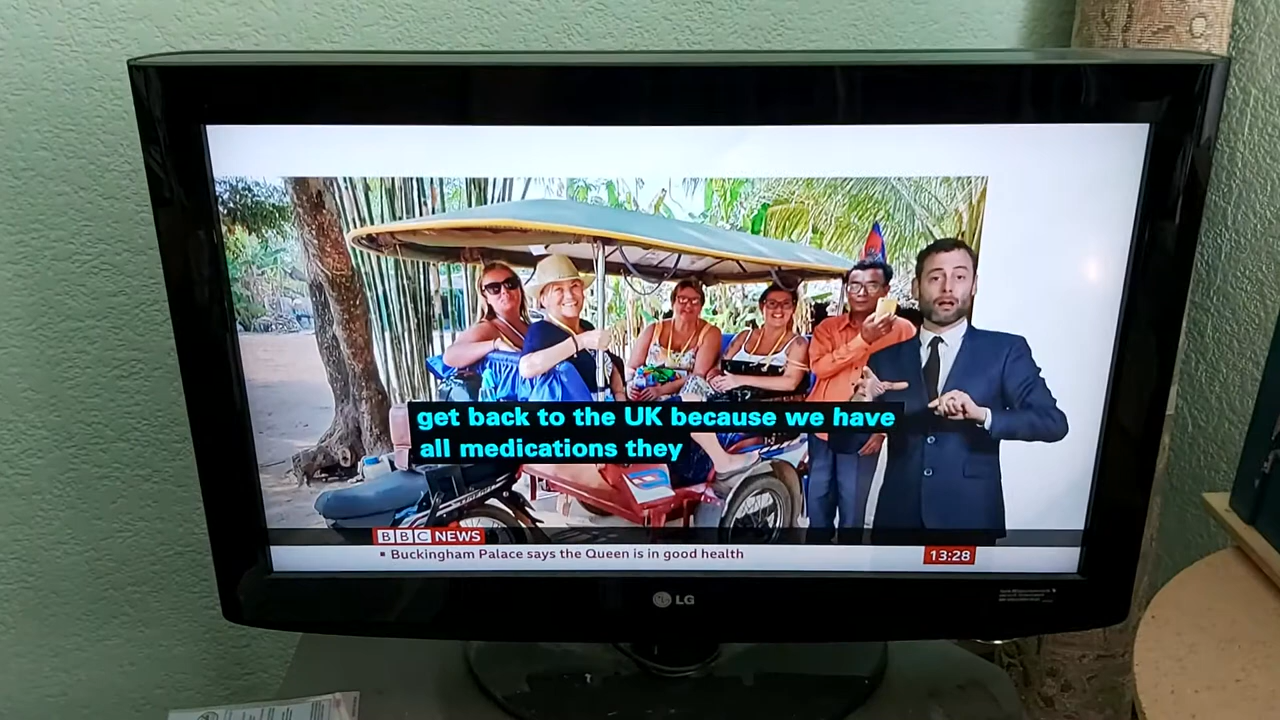 get back to the UK because we have
all medications they
BBC NEWS
▪ Buckingham Palace says the Queen is in good health
13:28
LG